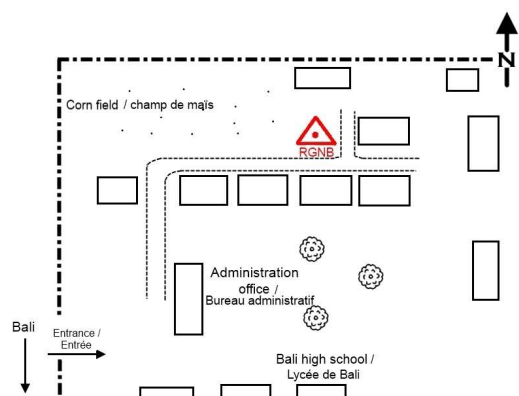 N
Corn field / champ de maïs
RGNB
Administration
office /
Bureau administratif
Bali
Entrance /
Entrée
Bali high school /
Lycée de Bali